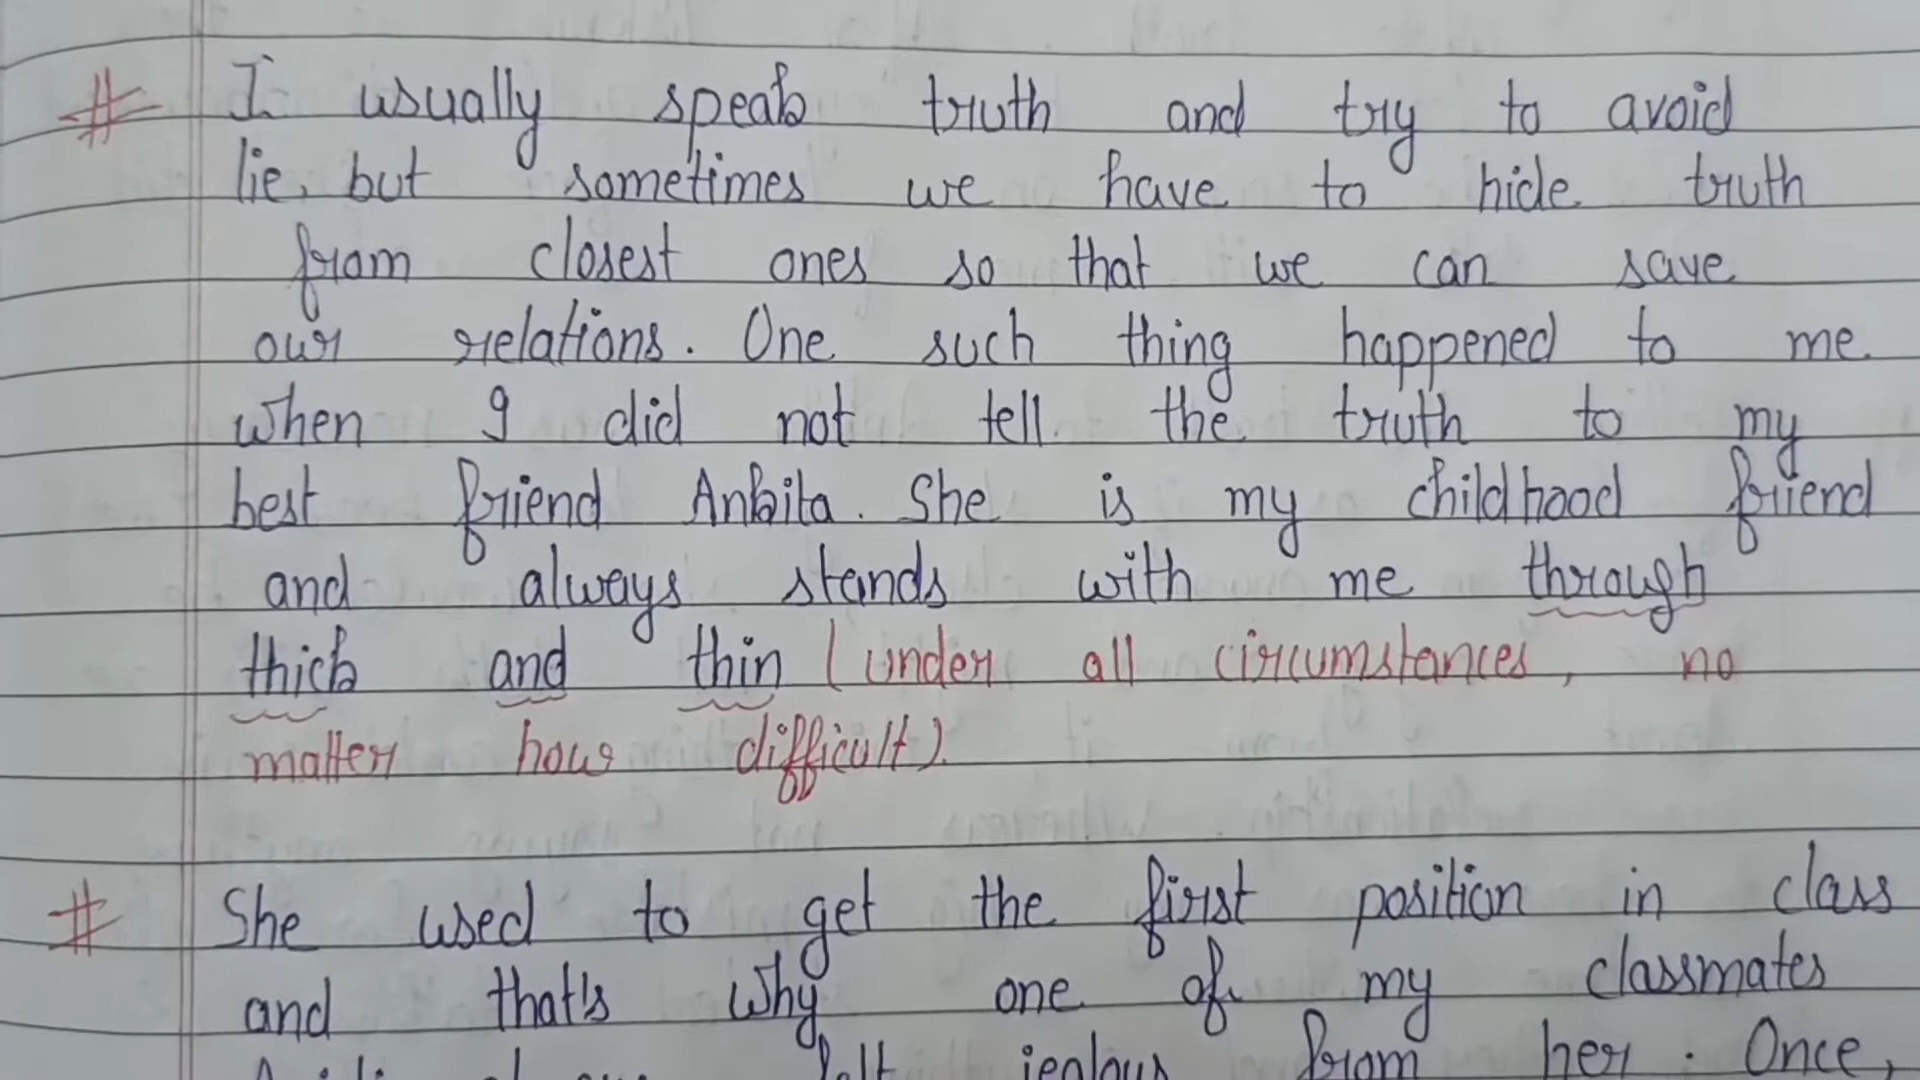 # I usually speak truth and try to avoid
lie, but sometimes we have to hide truth
from closest ones so that we can save
our relations. One such thing happened to me
when I did not tell the truth to my
best friend Ankita. She is my childhood friend
and always stands with me through
thick and thin (under all circumstances, no
matter how difficult).
# She used to get the first position in class
and that's why one of my classmates
felt jealous from her. Once,